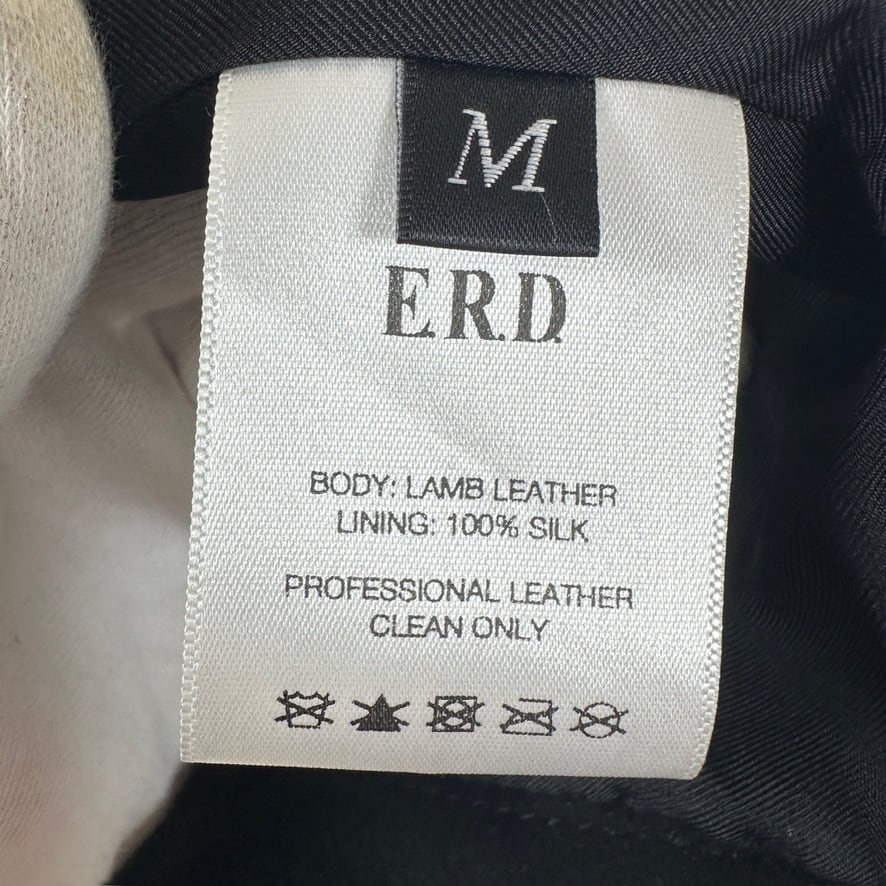 M
E.R.D.
BODY: LAMB LEATHER
LINING: 100% SILK
PROFESSIONAL LEATHER
CLEAN ONLY